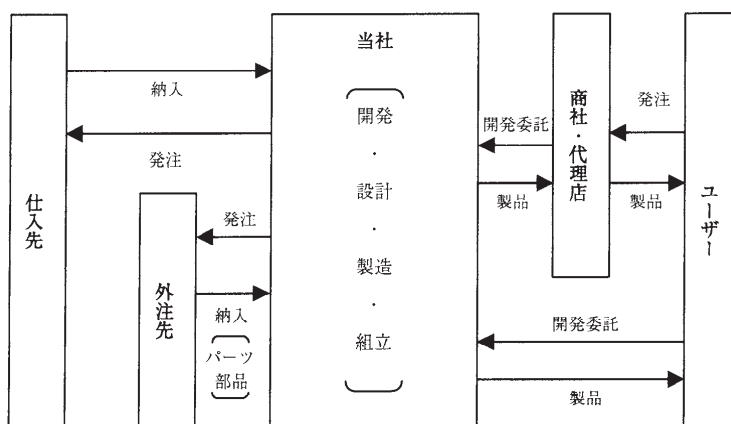 仕入先
納入
発注
外注先
発注
納入
パーツ
部品
当社
開発
・
設計
・
製造
・
組立
開発委託
製品
商社・代理店
発注
製品
開発委託
製品
ユーザー